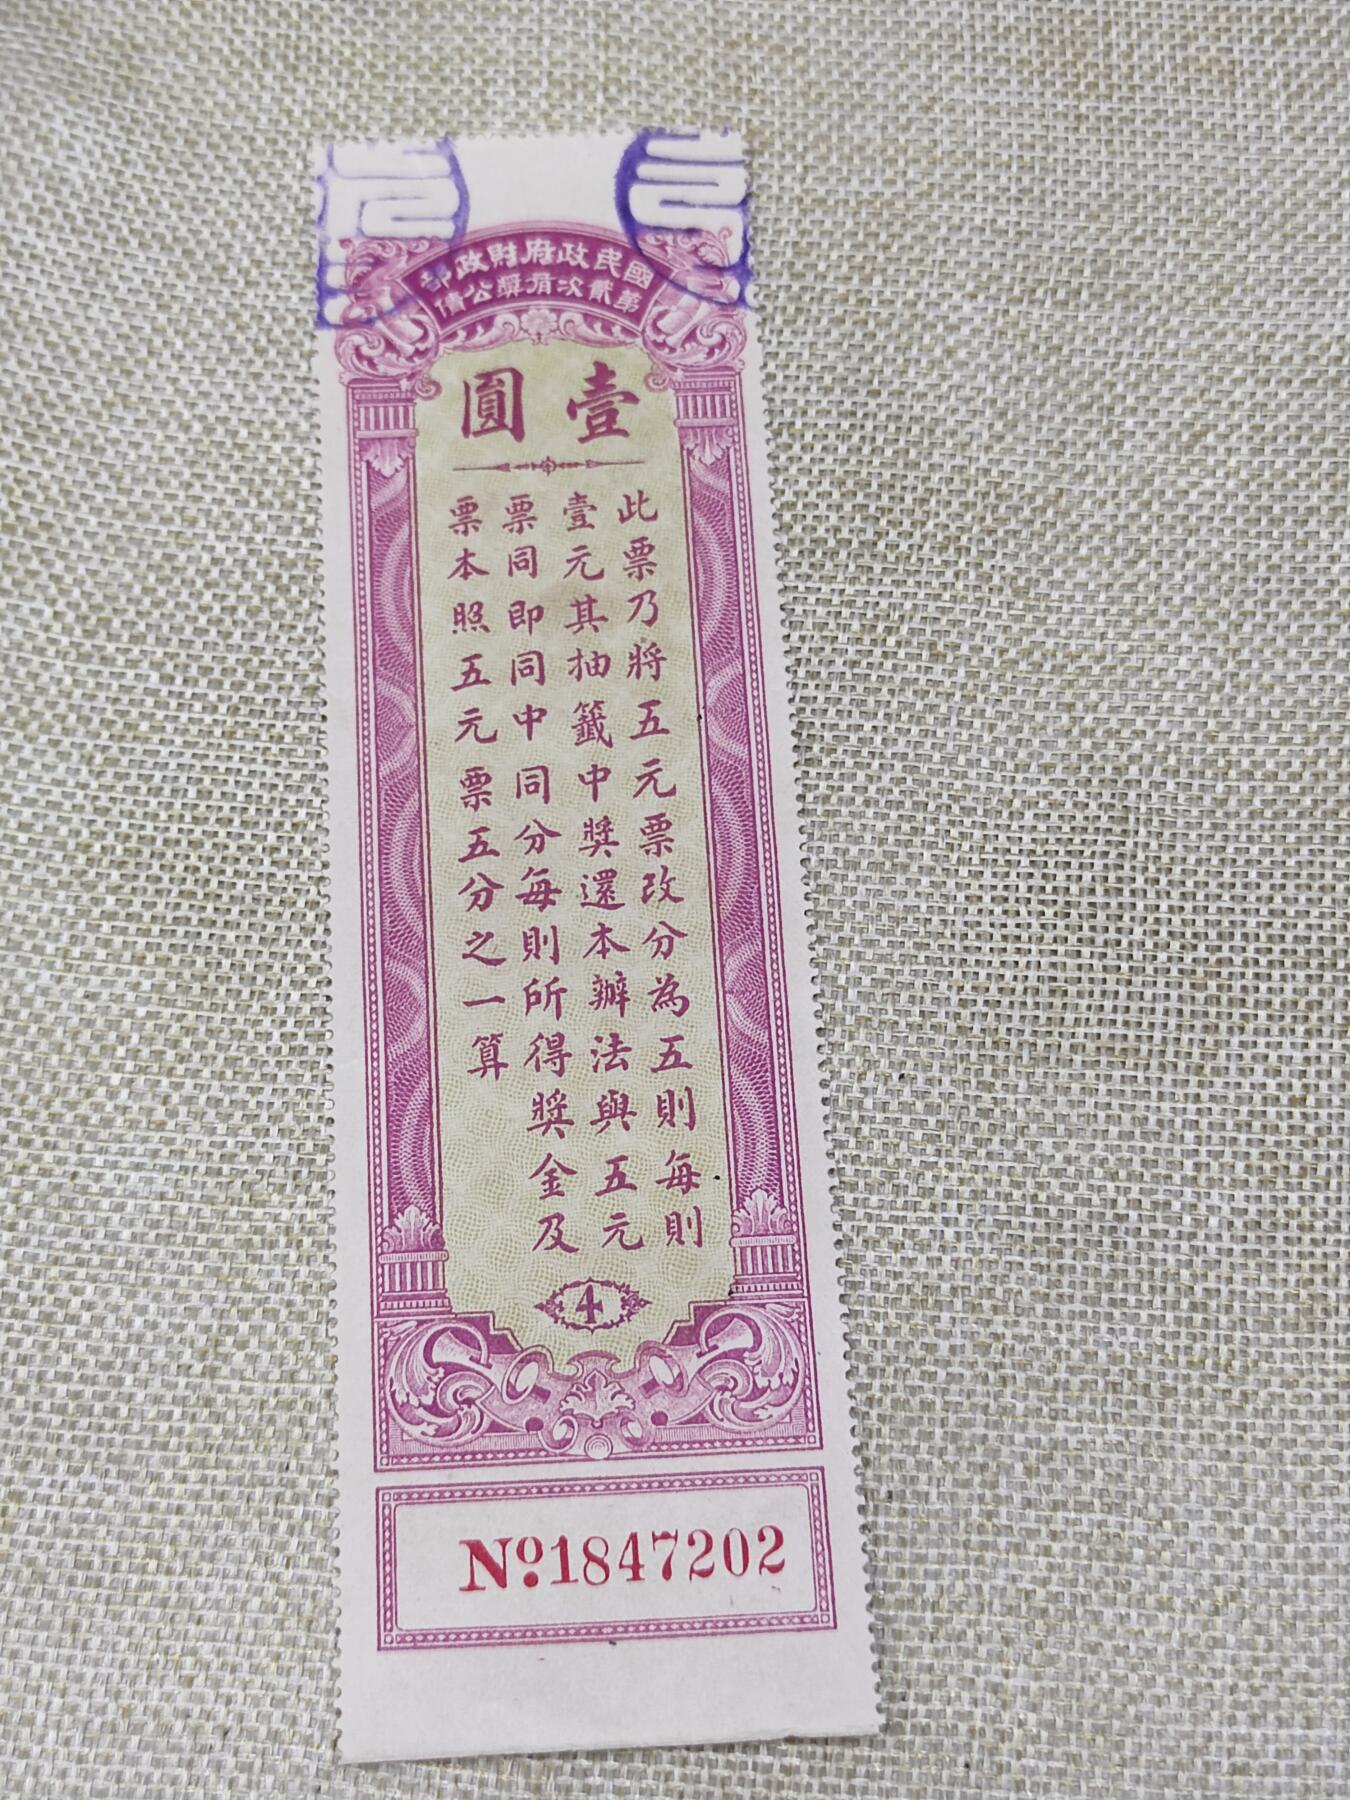 國民政府財政部
第貳次有獎公債
壹圓
此票乃將五元票改分為五則每則
壹元其抽籤中獎還本辦法與五元
票同即同中同分每則所得獎金及
票本照五元票五分之一算
4
No.1847202